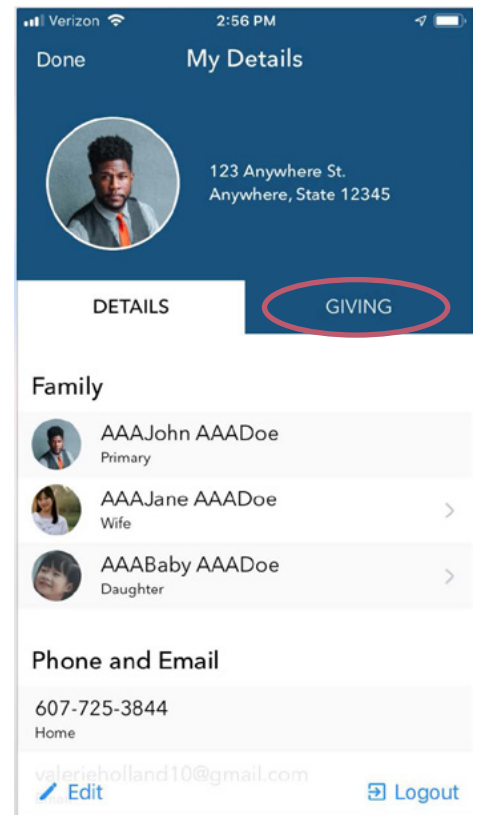 Verizon 2:56 PM
Done My Details
123 Anywhere St.
Anywhere, State 12345
DETAILS GIVING
Family
AAAJohn AAADoe
Primary
AAAJane AAADoe
Wife
AAABaby AAADoe
Daughter
Phone and Email
607-725-3844
Home
valerieholland10@gmail.com
Edit Logout